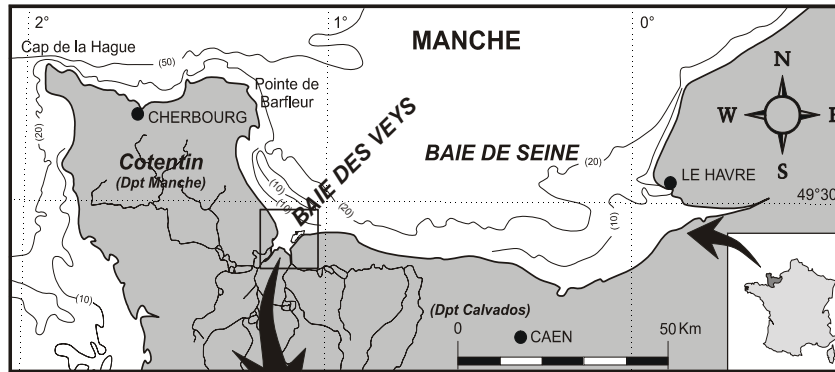 2°
1°
0°
Cap de la Hague
(50)
MANCHE
N
Pointe de
Barfleur
CHERBOURG
W
E
(20)
BAIE DES VEYS
S
Cotentin
(Dpt Manche)
BAIE DE SEINE
(20)
LE HAVRE
(10)
(10)
(20)
49°30
(10)
(10)
(Dpt Calvados)
0
50 Km
CAEN